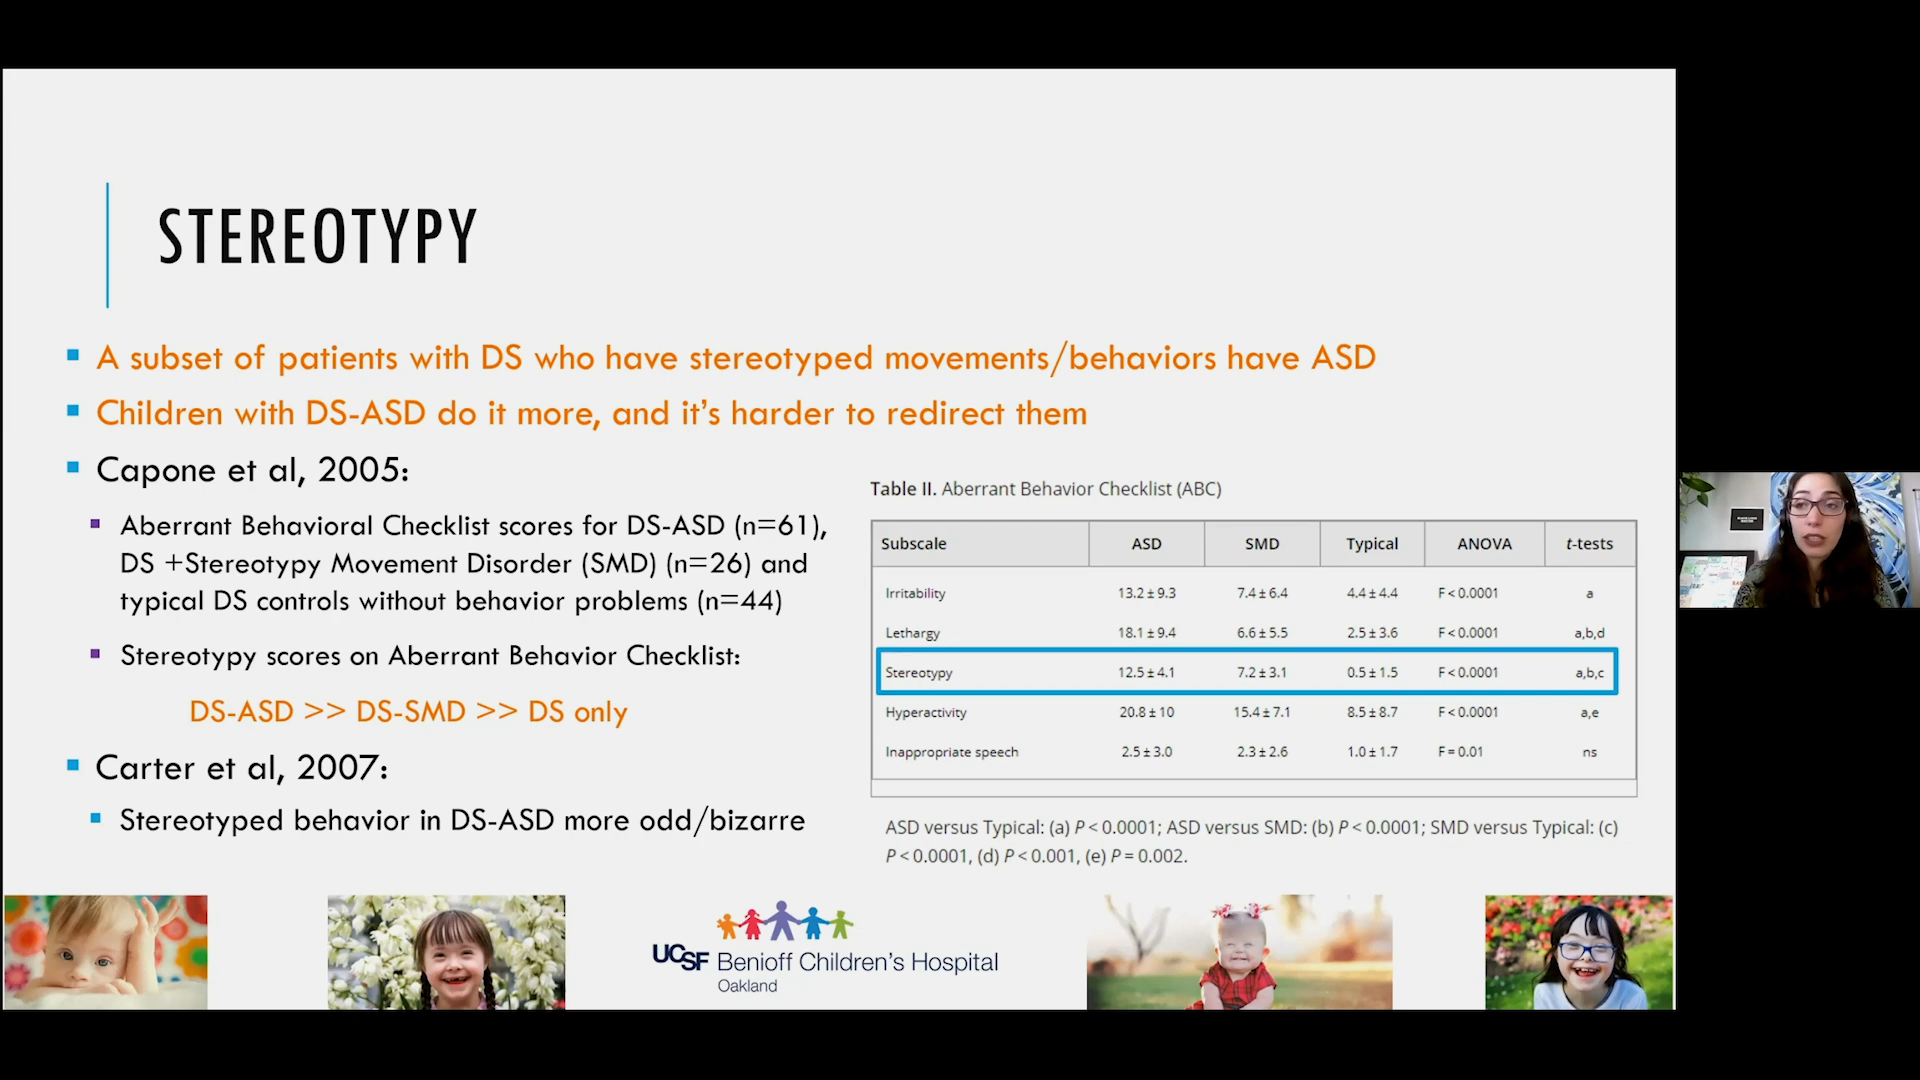 STEREOTYPY
A subset of patients with DS who have stereotyped movements/behaviors have ASD
Children with DS-ASD do it more, and it's harder to redirect them
Capone et al, 2005:
Aberrant Behavioral Checklist scores for DS-ASD (n=61),
DS +Stereotypy Movement Disorder (SMD) (n=26) and
typical DS controls without behavior problems (n=44)
Stereotypy scores on Aberrant Behavior Checklist:
DS-ASD >> DS-SMD >> DS only
Carter et al, 2007:
Stereotyped behavior in DS-ASD more odd/bizarre
Table II. Aberrant Behavior Checklist (ABC)
Subscale ASD SMD Typical ANOVA t-tests
Irritability 13.2 ± 9.3 7.4 ± 6.4 4.4 ± 4.4 F < 0.0001 a
Lethargy 18.1 ± 9.4 6.6 ± 5.5 2.5 ± 3.6 F < 0.0001 a,b,d
Stereotypy 12.5 ± 4.1 7.2 ± 3.1 0.5 ± 1.5 F < 0.0001 a,b,c
Hyperactivity 20.8 ± 10 15.4 ± 7.1 8.5 ± 8.7 F < 0.0001 a,e
Inappropriate speech 2.5 ± 3.0 2.3 ± 2.6 1.0 ± 1.7 F = 0.01 ns
ASD versus Typical: (a) P < 0.0001; ASD versus SMD: (b) P < 0.0001; SMD versus Typical: (c)
P < 0.0001, (d) P < 0.001, (e) P = 0.002.
UCSF Benioff Children's Hospital
Oakland